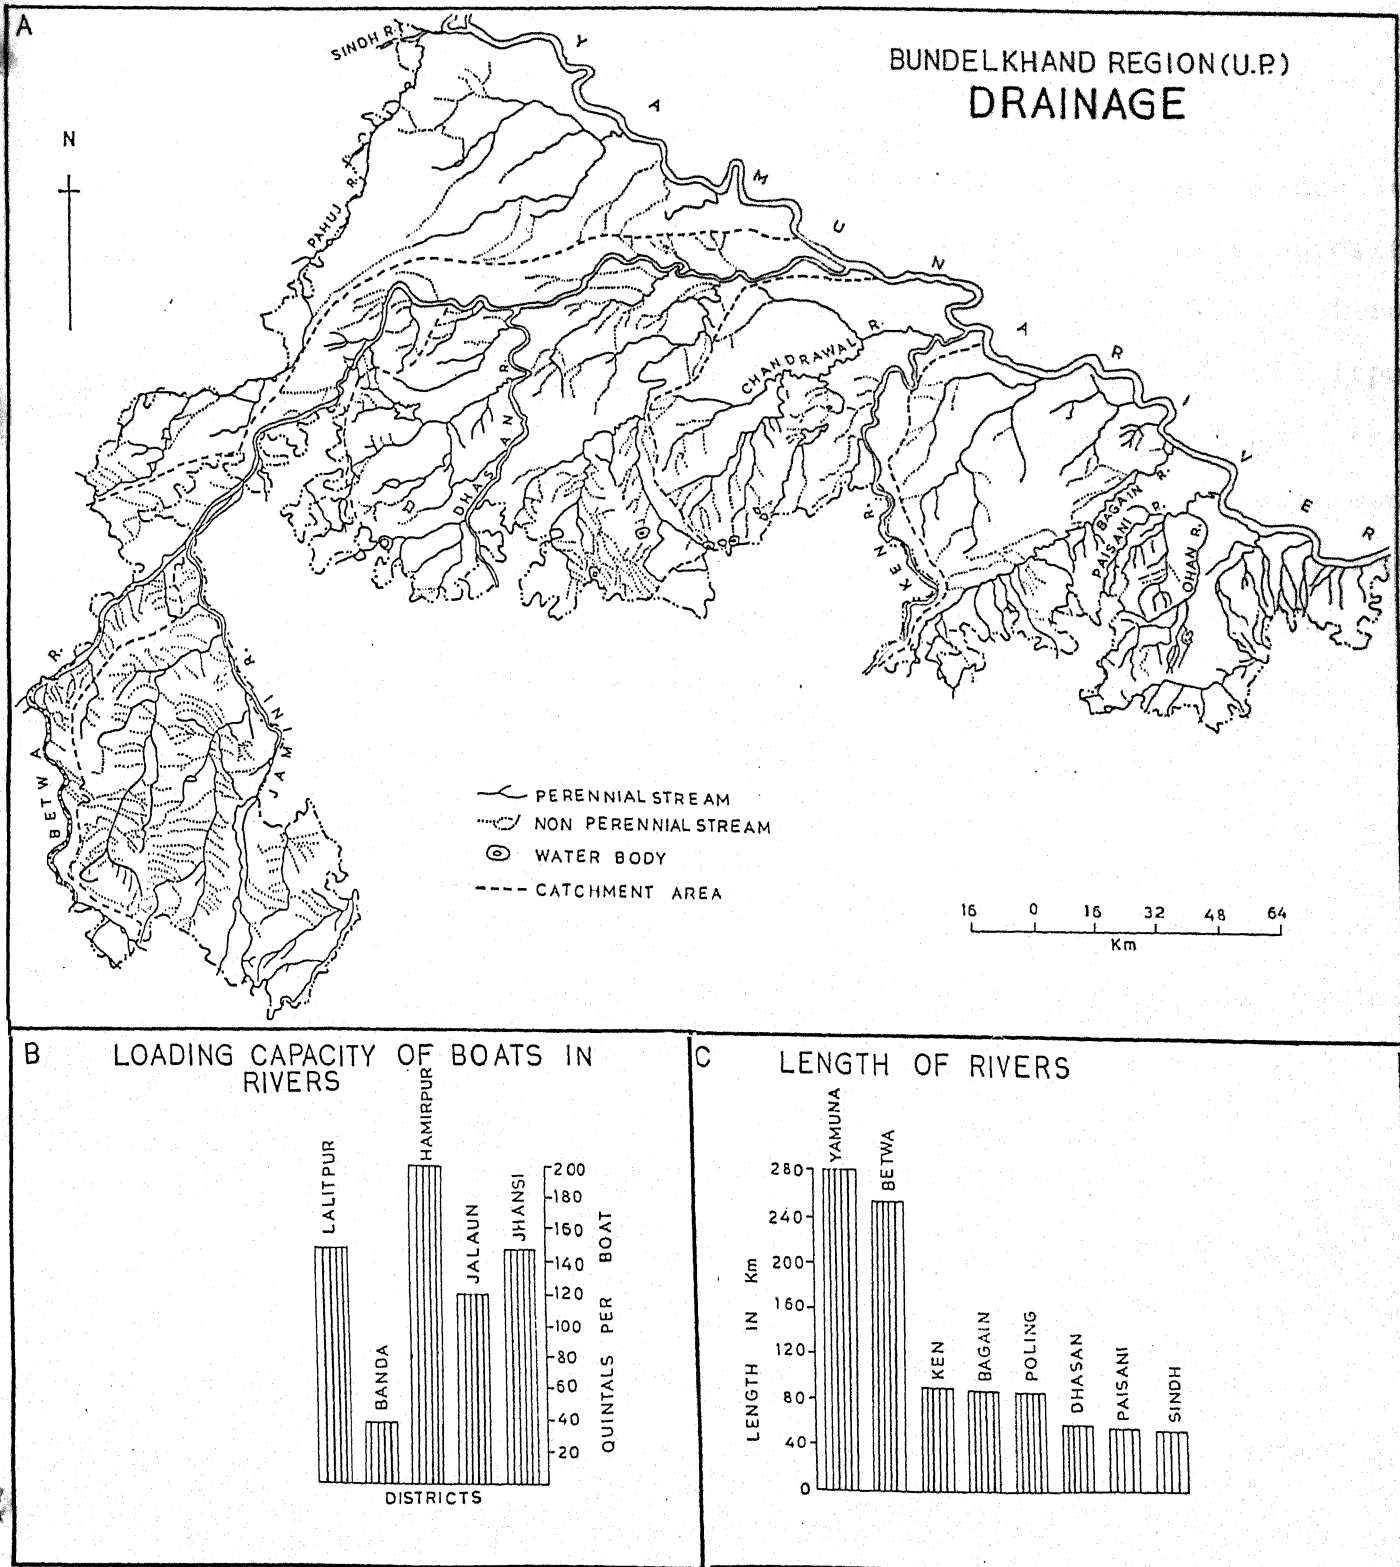 A
BUNDELKHAND REGION (U.P.)
DRAINAGE
N
SINDH R.
PAHUJ R.
YAMUNA RIVER
CHANDRAWAL R.
DHASAN R.
KEN R.
BAGAIN R.
PAISANI R.
OHAN R.
BETWA R.
JAMINI R.
PERENNIAL STREAM
NON PERENNIAL STREAM
WATER BODY
CATCHMENT AREA
16 0 16 32 48 64
Km
B
LOADING CAPACITY OF BOATS IN
RIVERS
LALITPUR
BANDA
HAMIRPUR
JALAUN
JHANSI
200
180
160
140
120
100
80
60
40
20
QUINTALS PER BOAT
DISTRICTS
C
LENGTH OF RIVERS
LENGTH IN Km
280
240
200
160
120
80
40
0
YAMUNA
BETWA
KEN
BAGAIN
POLING
DHASAN
PAISANI
SINDH